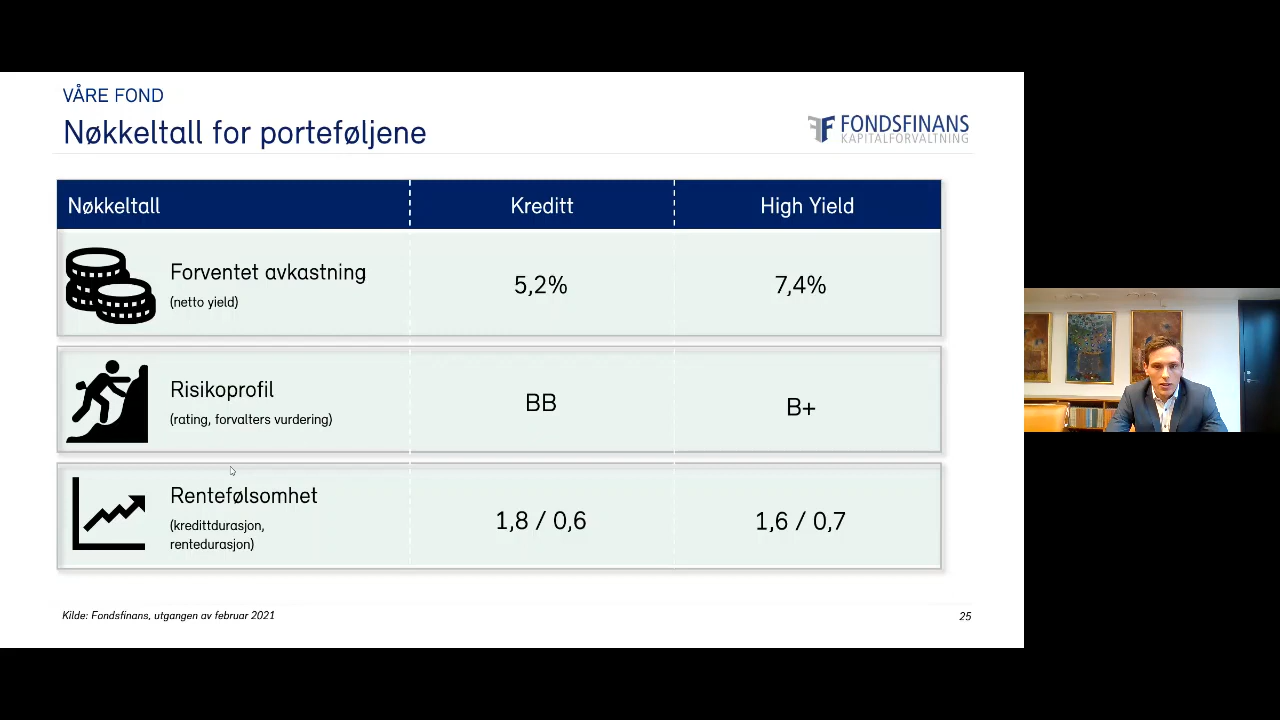 VÅRE FOND
Nøkkeltall for porteføljene
FONDSFINANS
KAPITALFORVALTNING
Nøkkeltall Kreditt High Yield
Forventet avkastning
(netto yield)
5,2% 7,4%
Risikoprofil
(rating, forvalters vurdering)
BB B+
Rentefølsomhet
(kredittdurasjon,
rentedurasjon)
1,8 / 0,6 1,6 / 0,7
Kilde: Fondsfinans, utgangen av februar 2021
25